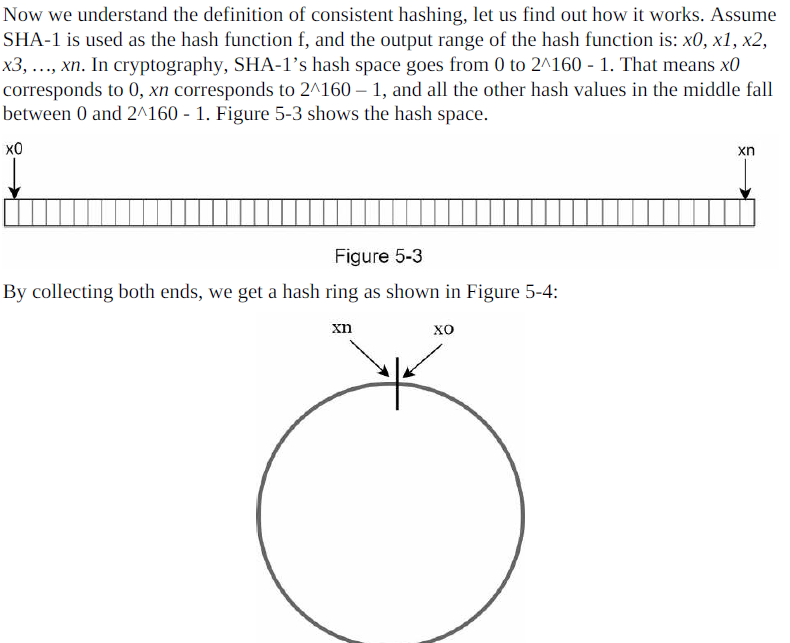 Now we understand the definition of consistent hashing, let us find out how it works. Assume
SHA-1 is used as the hash function f, and the output range of the hash function is: x0, x1, x2,
x3, …, xn. In cryptography, SHA-1’s hash space goes from 0 to 2^160 - 1. That means x0
corresponds to 0, xn corresponds to 2^160 – 1, and all the other hash values in the middle fall
between 0 and 2^160 - 1. Figure 5-3 shows the hash space.
x0
xn
Figure 5-3
By collecting both ends, we get a hash ring as shown in Figure 5-4:
xn
xo